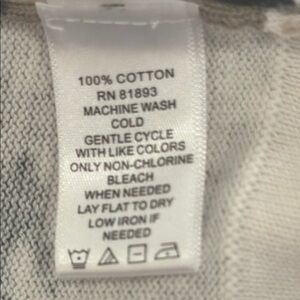 100% COTTON
RN 81893
MACHINE WASH
COLD
GENTLE CYCLE
WITH LIKE COLORS
ONLY NON-CHLORINE
BLEACH
WHEN NEEDED
LAY FLAT TO DRY
LOW IRON IF
NEEDED